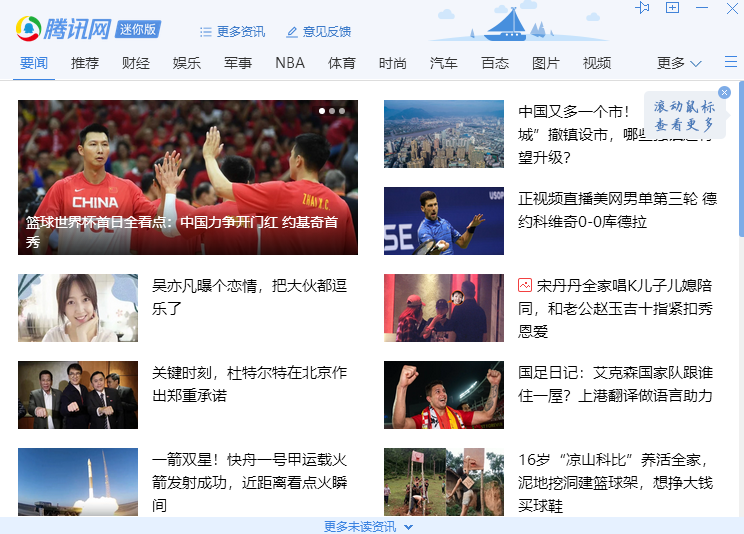 腾讯网 迷你版
要闻资讯 意见反馈
要闻 推荐 财经 娱乐 军事 NBA 体育 时尚 汽车 百态 图片 视频 更多
滚动鼠标
查看更多
CHINA
ZHAO Y.C.
篮球世界杯首日全看点：中国力争开门红 约基奇首
秀
中国又多一个市！
城”撤镇设市，哪些
望升级？
USOP
SE
正视频直播美网男单第三轮 德
约科维奇0-0库德拉
吴亦凡曝个恋情，把大伙都逗
乐了
宋丹丹全家唱K儿子儿媳陪
同，和老公赵玉吉十指紧扣秀
恩爱
关键时刻，杜特尔特在北京作
出郑重承诺
国足日记：艾克森国家队跟谁
住一屋？上港翻译做语言助力
一箭双星！快舟一号甲运载火
箭发射成功，近距离看点火瞬
间
16岁“凉山科比”养活全家，
泥地挖洞建篮球架，想挣大钱
买球鞋
更多未读资讯